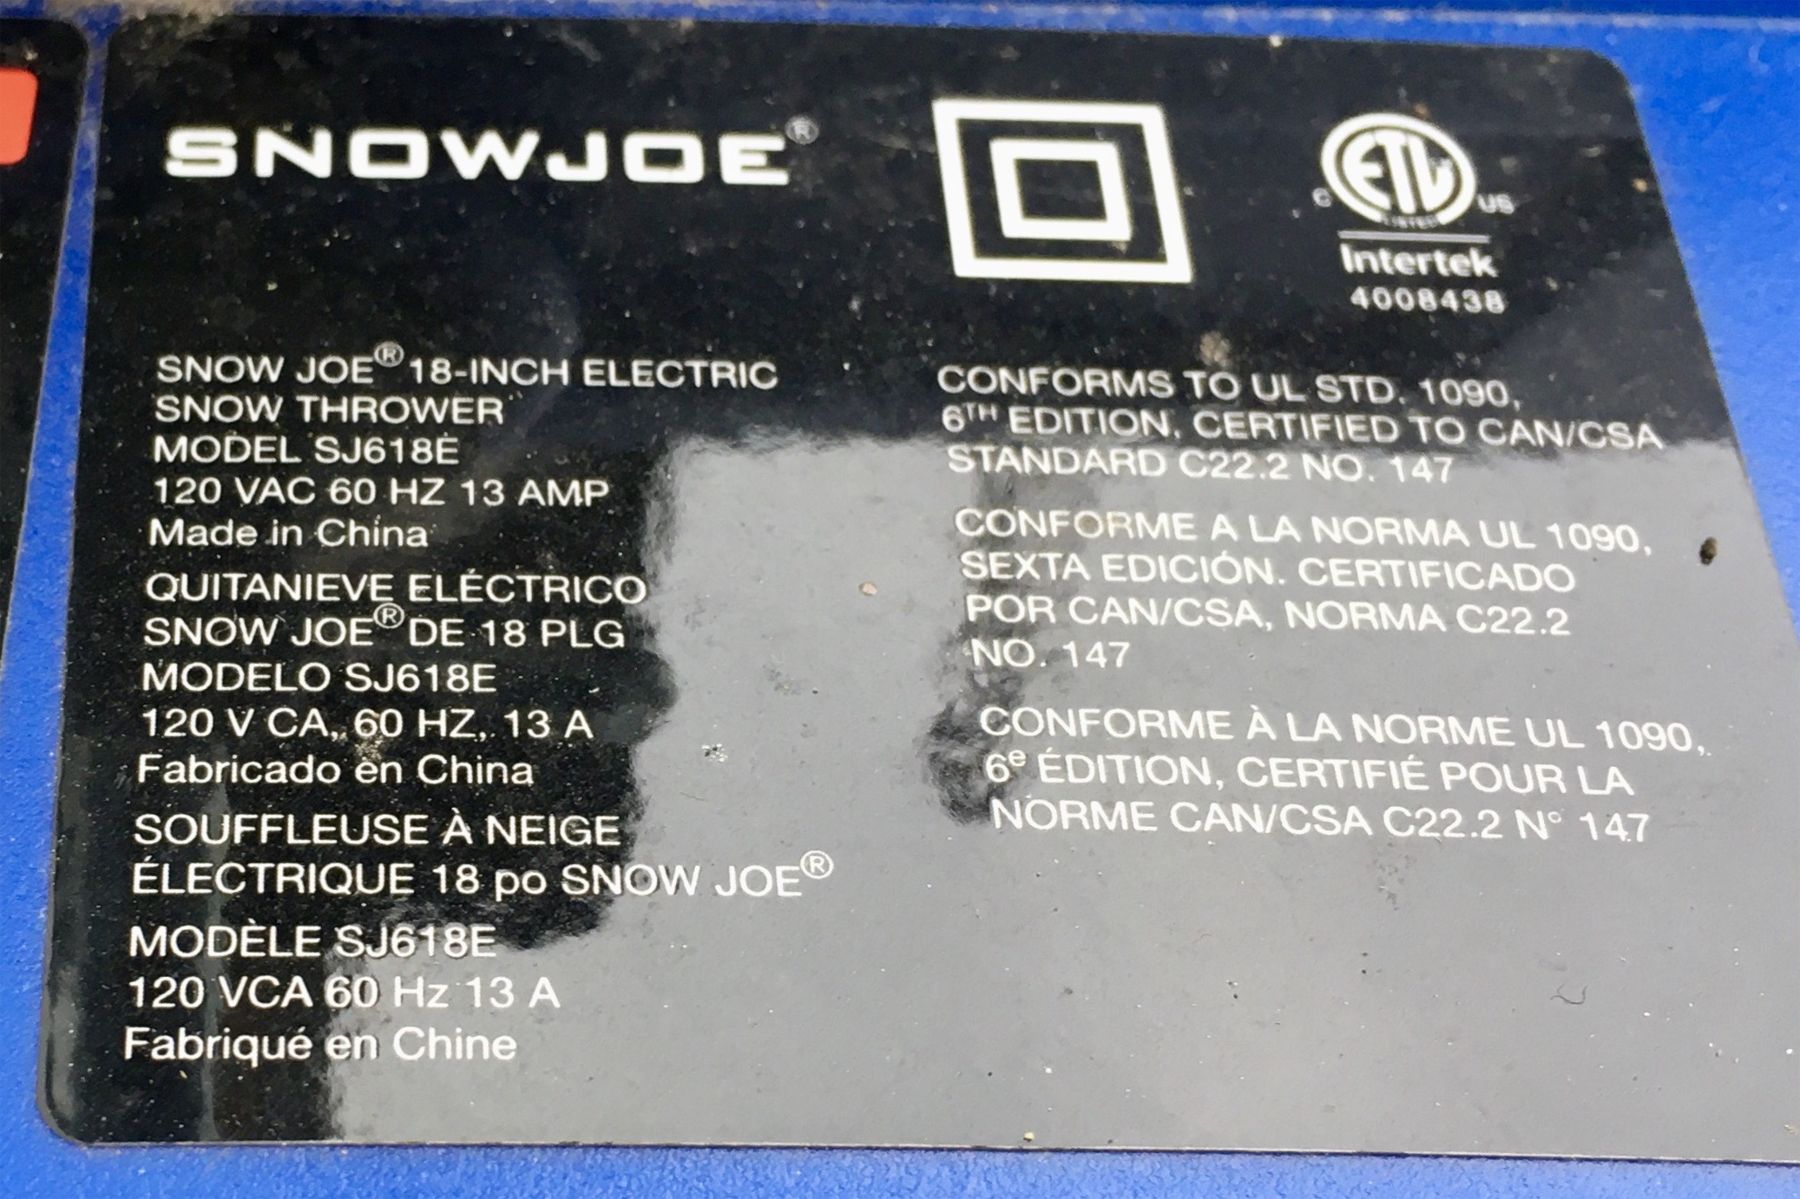 SNOWJOE®
ETL
LISTED
C
US
Intertek
4008438
SNOW JOE® 18-INCH ELECTRIC
SNOW THROWER
MODEL SJ618E
120 VAC 60 HZ 13 AMP
Made in China
QUITANIEVE ELÉCTRICO
SNOW JOE® DE 18 PLG
MODELO SJ618E
120 V CA, 60 HZ, 13 A
Fabricado en China
SOUFFLEUSE À NEIGE
ÉLECTRIQUE 18 po SNOW JOE®
MODÈLE SJ618E
120 VCA 60 Hz 13 A
Fabriqué en Chine
CONFORMS TO UL STD. 1090,
6TH EDITION, CERTIFIED TO CAN/CSA
STANDARD C22.2 NO. 147
CONFORME A LA NORMA UL 1090,
SEXTA EDICIÓN. CERTIFICADO
POR CAN/CSA, NORMA C22.2
NO. 147
CONFORME À LA NORME UL 1090,
6e ÉDITION, CERTIFIÉ POUR LA
NORME CAN/CSA C22.2 N° 147